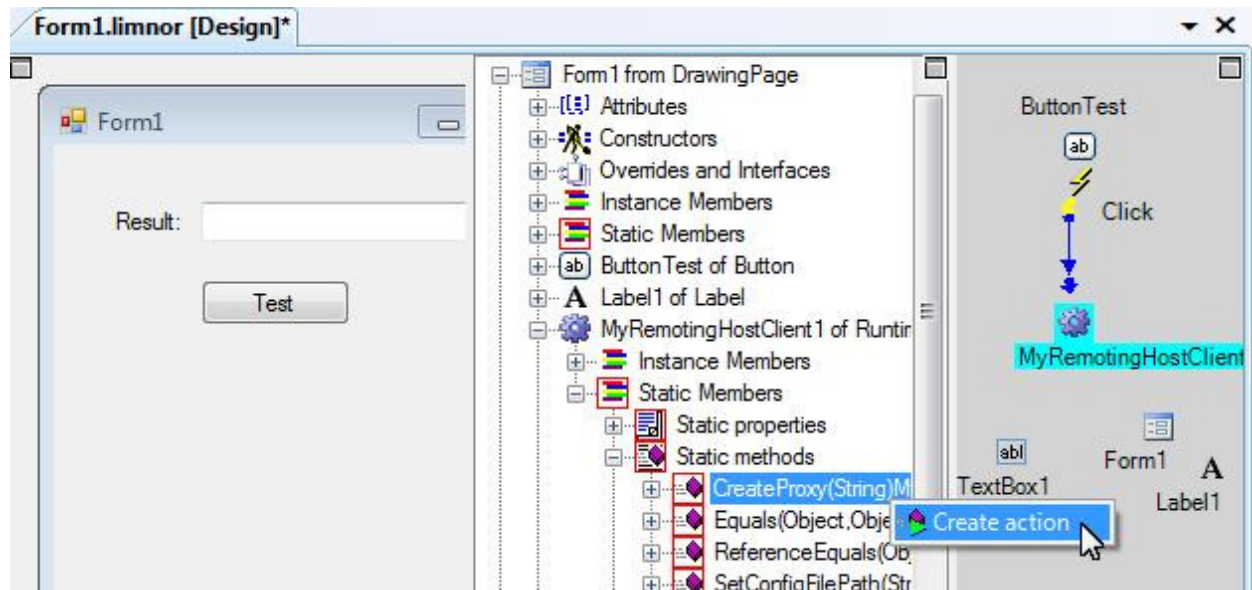 Form1.limnor [Design]*
Form1
Result:
Test
Form1 from DrawingPage
Attributes
Constructors
Overrides and Interfaces
Instance Members
Static Members
ab ButtonTest of Button
A Label1 of Label
MyRemotingHostClient1 of Runtim
Instance Members
Static Members
Static properties
Static methods
CreateProxy(String)M
Equals(Object,Obje
ReferenceEquals(Ob
SetConfigFilePath(Str
Create action
ButtonTest
ab
Click
MyRemotingHostClient
abl
TextBox1
Form1
A
Label1